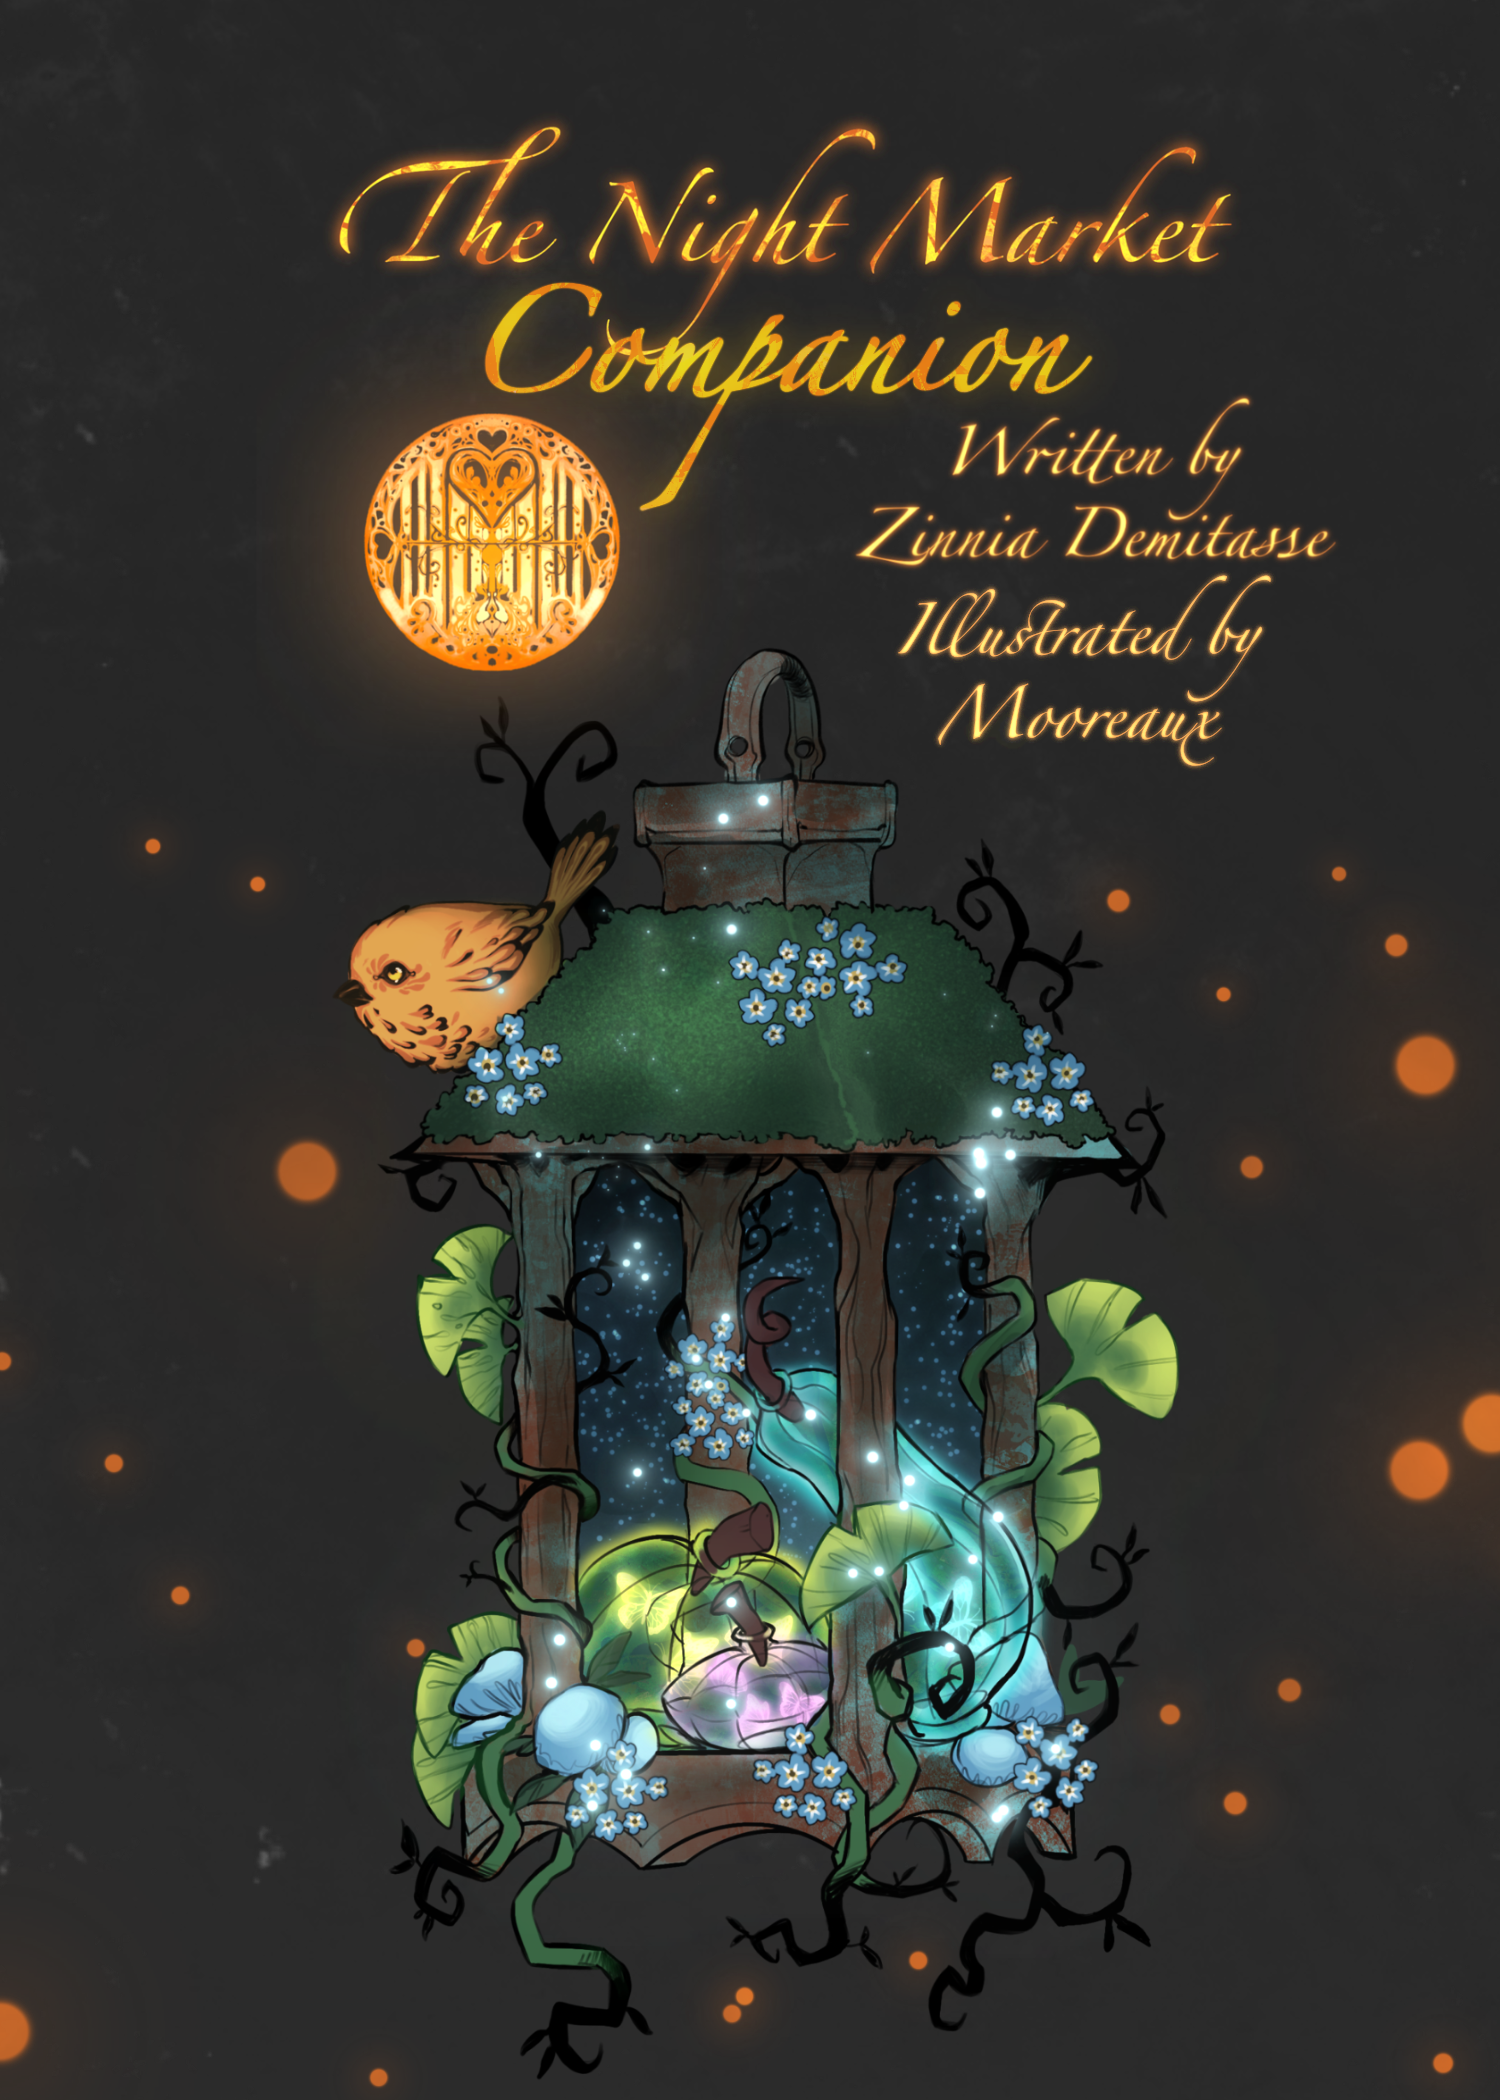 The Night Market
Companion
Written by
Zinnia Demitasse
Illustrated by
Mooreaux